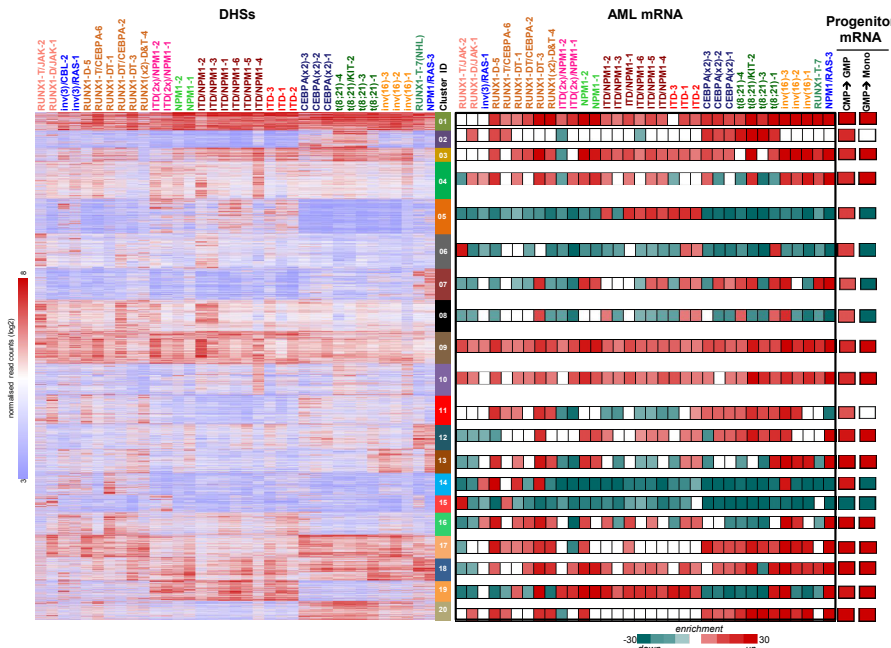 DHSs
AML mRNA
Progenitor
mRNA
RUNX1-T/JAK-2
RUNX1-D/JAK-1
inv(3)/CBL-2
inv(3)/RAS-1
RUNX1-D-5
RUNX1-T/CEBPA-6
RUNX1-DT-1
RUNX1-DT/CEBPA-2
RUNX1-DT-3
RUNX1(x2)-D&T-4
ITD(2x)/NPM1-2
ITD(2x)/NPM1-1
NPM1-2
NPM1-1
ITD/NPM1-2
ITD/NPM1-3
ITD/NPM1-1
ITD/NPM1-6
ITD/NPM1-5
ITD/NPM1-4
ITD-3
ITD-1
ITD-2
CEBPA(x2)-3
CEBPA(x2)-2
CEBPA(x2)-1
t(8;21)-4
t(8;21)/KIT-2
t(8;21)-3
t(8;21)-1
inv(16)-3
inv(16)-2
inv(16)-1
RUNX1-T-7(NHL)
NPM1/RAS-3
Cluster ID
RUNX1-T/JAK-2
RUNX1-D/JAK-1
inv(3)/RAS-1
RUNX1-D-5
RUNX1-T/CEBPA-6
RUNX1-DT/CEBPA-2
RUNX1-DT-1
RUNX1-DT-3
RUNX1(x2)-D&T-4
ITD(2x)/NPM1-2
ITD(2x)/NPM1-1
NPM1-2
NPM1-1
ITD/NPM1-2
ITD/NPM1-3
ITD/NPM1-1
ITD/NPM1-6
ITD/NPM1-5
ITD/NPM1-4
ITD-3
ITD-1
ITD-2
CEBPA(x2)-3
CEBPA(x2)-2
CEBPA(x2)-1
t(8;21)-4
t(8;21)/KIT-2
t(8;21)-3
t(8;21)-1
inv(16)-3
inv(16)-2
inv(16)-1
RUNX1-T-7
NPM1/RAS-3
CMP→ GMP
GMP→ Mono
01
02
03
04
05
06
07
08
09
10
11
12
13
14
15
16
17
18
19
20
8
normalised read counts (log2)
3
enrichment
-30
30
down
up